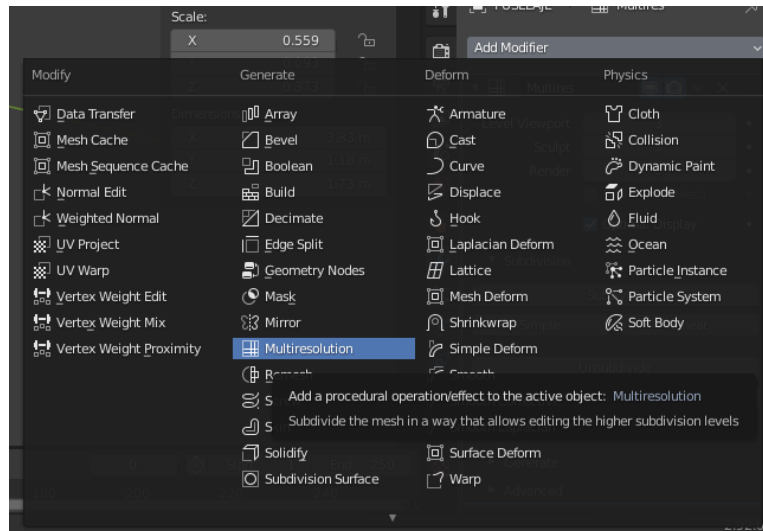 Scale:
X 0.559
FUSELAJE Multires
Add Modifier
Modify
Data Transfer
Mesh Cache
Mesh Sequence Cache
Normal Edit
Weighted Normal
UV Project
UV Warp
Vertex Weight Edit
Vertex Weight Mix
Vertex Weight Proximity
Generate
Array
Bevel
Boolean
Build
Decimate
Edge Split
Geometry Nodes
Mask
Mirror
Multiresolution
Remesh
Solidify
Subdivision Surface
Deform
Armature
Cast
Curve
Displace
Hook
Laplacian Deform
Lattice
Mesh Deform
Shrinkwrap
Simple Deform
Smooth
Surface Deform
Warp
Physics
Cloth
Collision
Dynamic Paint
Explode
Fluid
Ocean
Particle Instance
Particle System
Soft Body
Add a procedural operation/effect to the active object: Multiresolution
Subdivide the mesh in a way that allows editing the higher subdivision levels